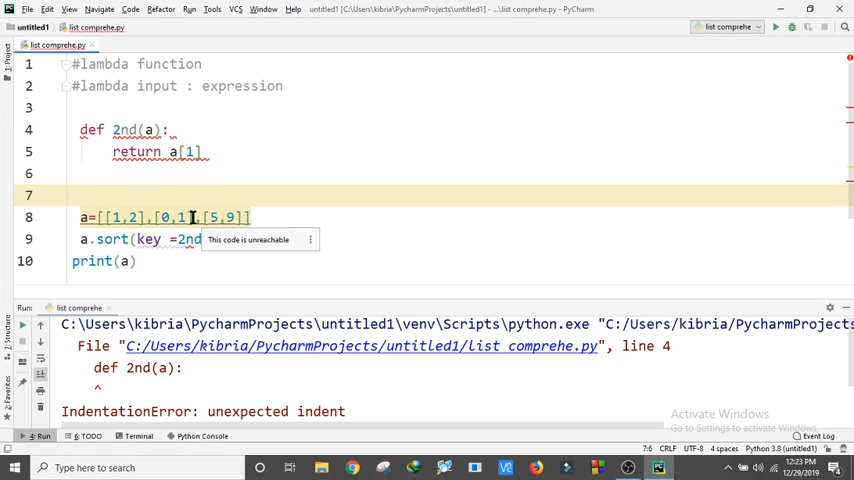 File Edit View Navigate Code Refactor Run Tools VCS Window Help untitled1 [C:\Users\kibria\PycharmProjects\untitled1] - ...\list comprehe.py - PyCharm
untitled1 list comprehe.py list comprehe
list comprehe.py
1: Project
1 #lambda function
2 #lambda input : expression
3
4 def 2nd(a):
5 return a[1]
6
7
8 a=[[1,2],[0,1],[5,9]]
9 a.sort(key =2nd
This code is unreachable
10 print(a)
Run: list comprehe
C:\Users\kibria\PycharmProjects\untitled1\venv\Scripts\python.exe "C:/Users/kibria/PycharmProjects/
File "C:/Users/kibria/PycharmProjects/untitled1/list comprehe.py", line 4
def 2nd(a):
^
IndentationError: unexpected indent
Structure
2: Favorites
Activate Windows
Go to Settings to activate Windows.
4: Run 6: TODO Terminal Python Console Event Log
7:6 CRLF UTF-8 4 spaces Python 3.8 (untitled1)
Type here to search
12:23 PM
12/29/2019
4